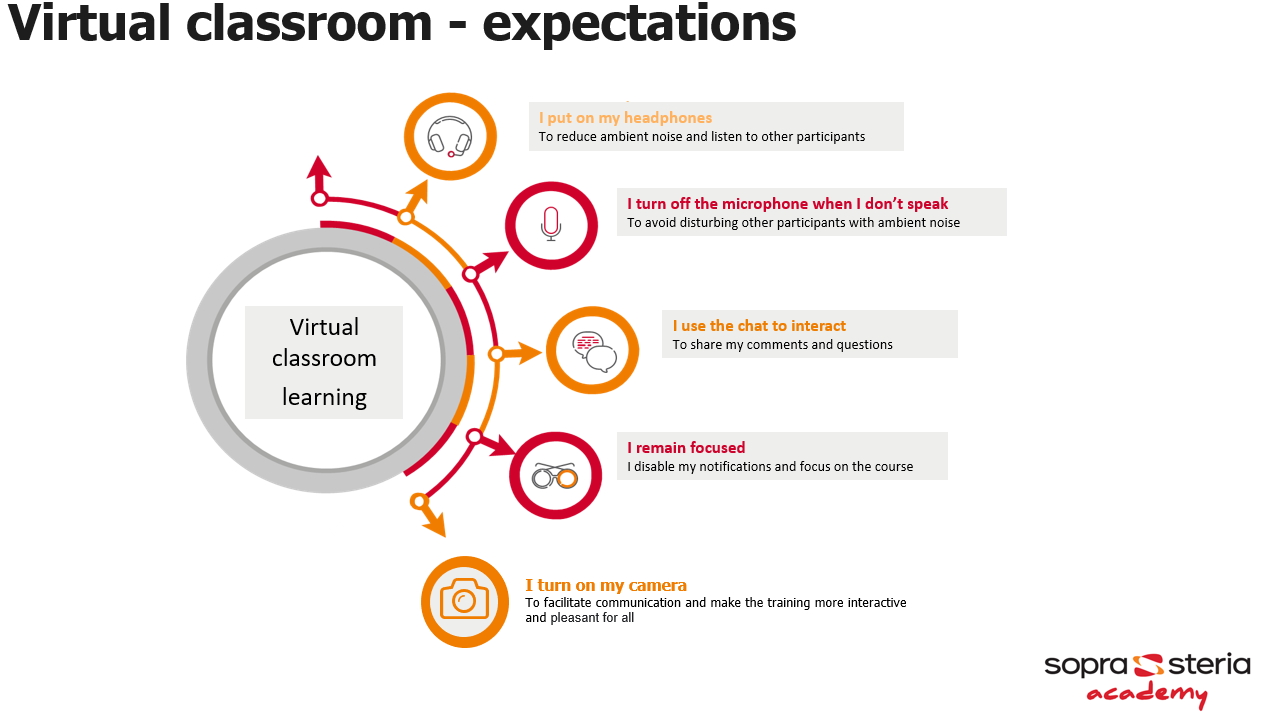 Virtual classroom - expectations
I put on my headphones
To reduce ambient noise and listen to other participants
I turn off the microphone when I don’t speak
To avoid disturbing other participants with ambient noise
Virtual
classroom
learning
I use the chat to interact
To share my comments and questions
I remain focused
I disable my notifications and focus on the course
I turn on my camera
To facilitate communication and make the training more interactive
and pleasant for all
sopra steria
academy